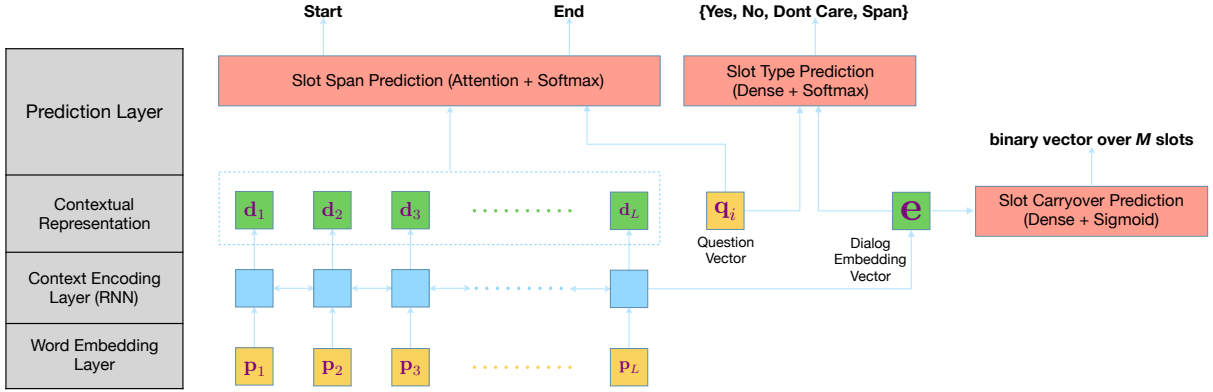 Start
End
{Yes, No, Dont Care, Span}
Slot Span Prediction (Attention + Softmax)
Slot Type Prediction
(Dense + Softmax)
Prediction Layer
binary vector over M slots
Contextual
Representation
d1
d2
d3
dL
qi
e
Slot Carryover Prediction
(Dense + Sigmoid)
Question
Vector
Dialog
Embedding
Vector
Context Encoding
Layer (RNN)
Word Embedding
Layer
p1
p2
p3
pL